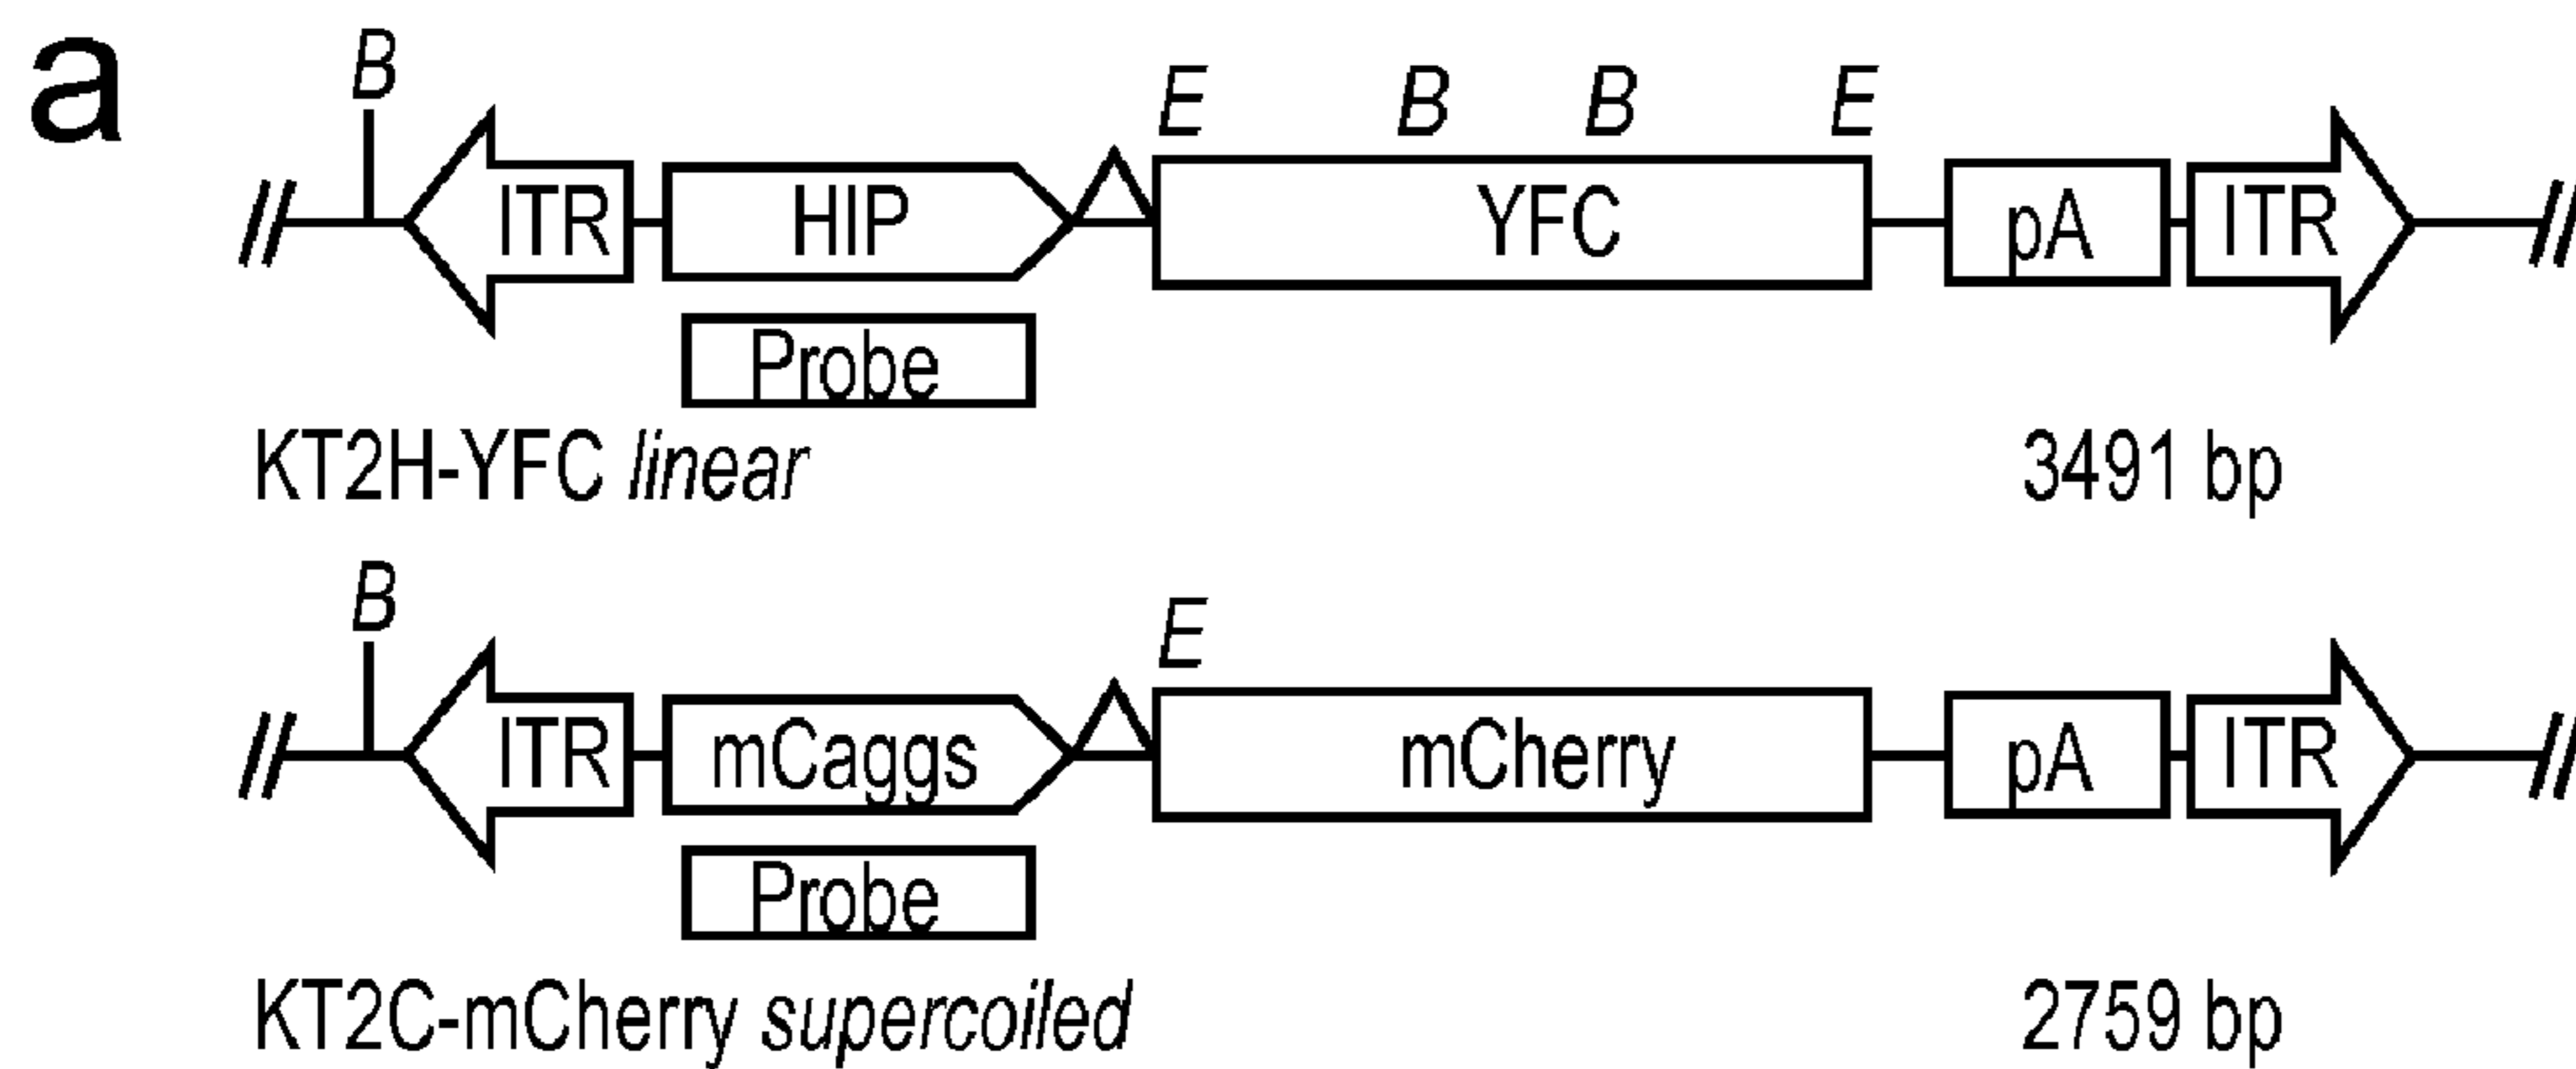 a
B E B B E
ITR HIP YFC pA ITR
Probe
KT2H-YFC linear 3491 bp
B E
ITR mCaggs mCherry pA ITR
Probe
KT2C-mCherry supercoiled 2759 bp